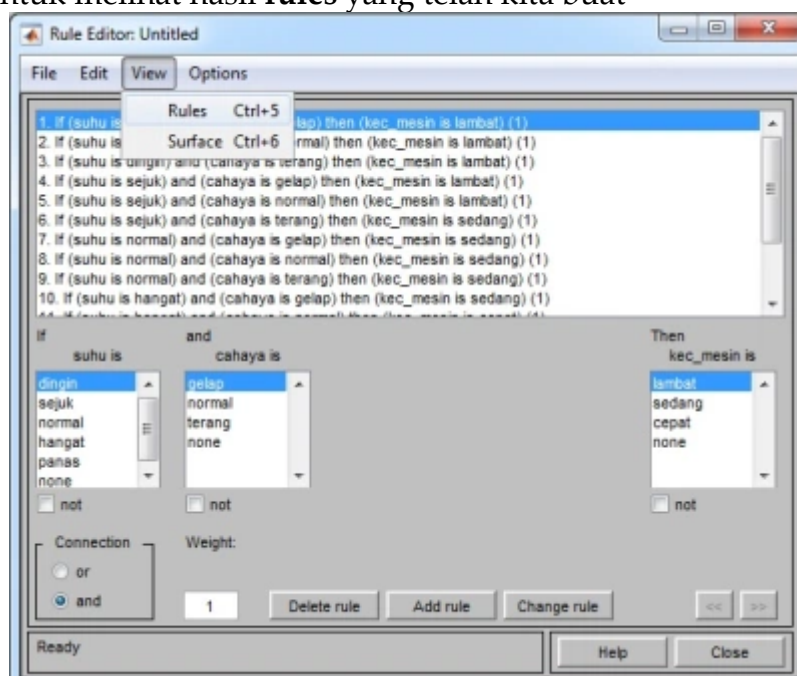 untuk melihat hasil rules yang telah kita buat
Rule Editor: Untitled
File Edit View Options
Rules Ctrl+5
Surface Ctrl+6
1. If (suhu is lap) then (kec_mesin is lambat) (1)
2. If (suhu is rmal) then (kec_mesin is lambat) (1)
3. If (suhu is dingin) and (cahaya is terang) then (kec_mesin is lambat) (1)
4. If (suhu is sejuk) and (cahaya is gelap) then (kec_mesin is lambat) (1)
5. If (suhu is sejuk) and (cahaya is normal) then (kec_mesin is lambat) (1)
6. If (suhu is sejuk) and (cahaya is terang) then (kec_mesin is sedang) (1)
7. If (suhu is normal) and (cahaya is gelap) then (kec_mesin is sedang) (1)
8. If (suhu is normal) and (cahaya is normal) then (kec_mesin is sedang) (1)
9. If (suhu is normal) and (cahaya is terang) then (kec_mesin is sedang) (1)
10. If (suhu is hangat) and (cahaya is gelap) then (kec_mesin is sedang) (1)
If and Then
suhu is cahaya is kec_mesin is
dingin gelap lambat
sejuk normal sedang
normal terang cepat
hangat none none
panas
none
not not not
Connection Weight:
or
and 1 Delete rule Add rule Change rule << >>
Ready Help Close